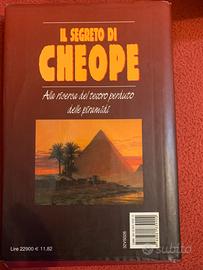 IL SEGRETO DI
CHEOPE
Alla ricerca del tesoro perduto
delle piramidi
Lire 22900 € 11,82
subito